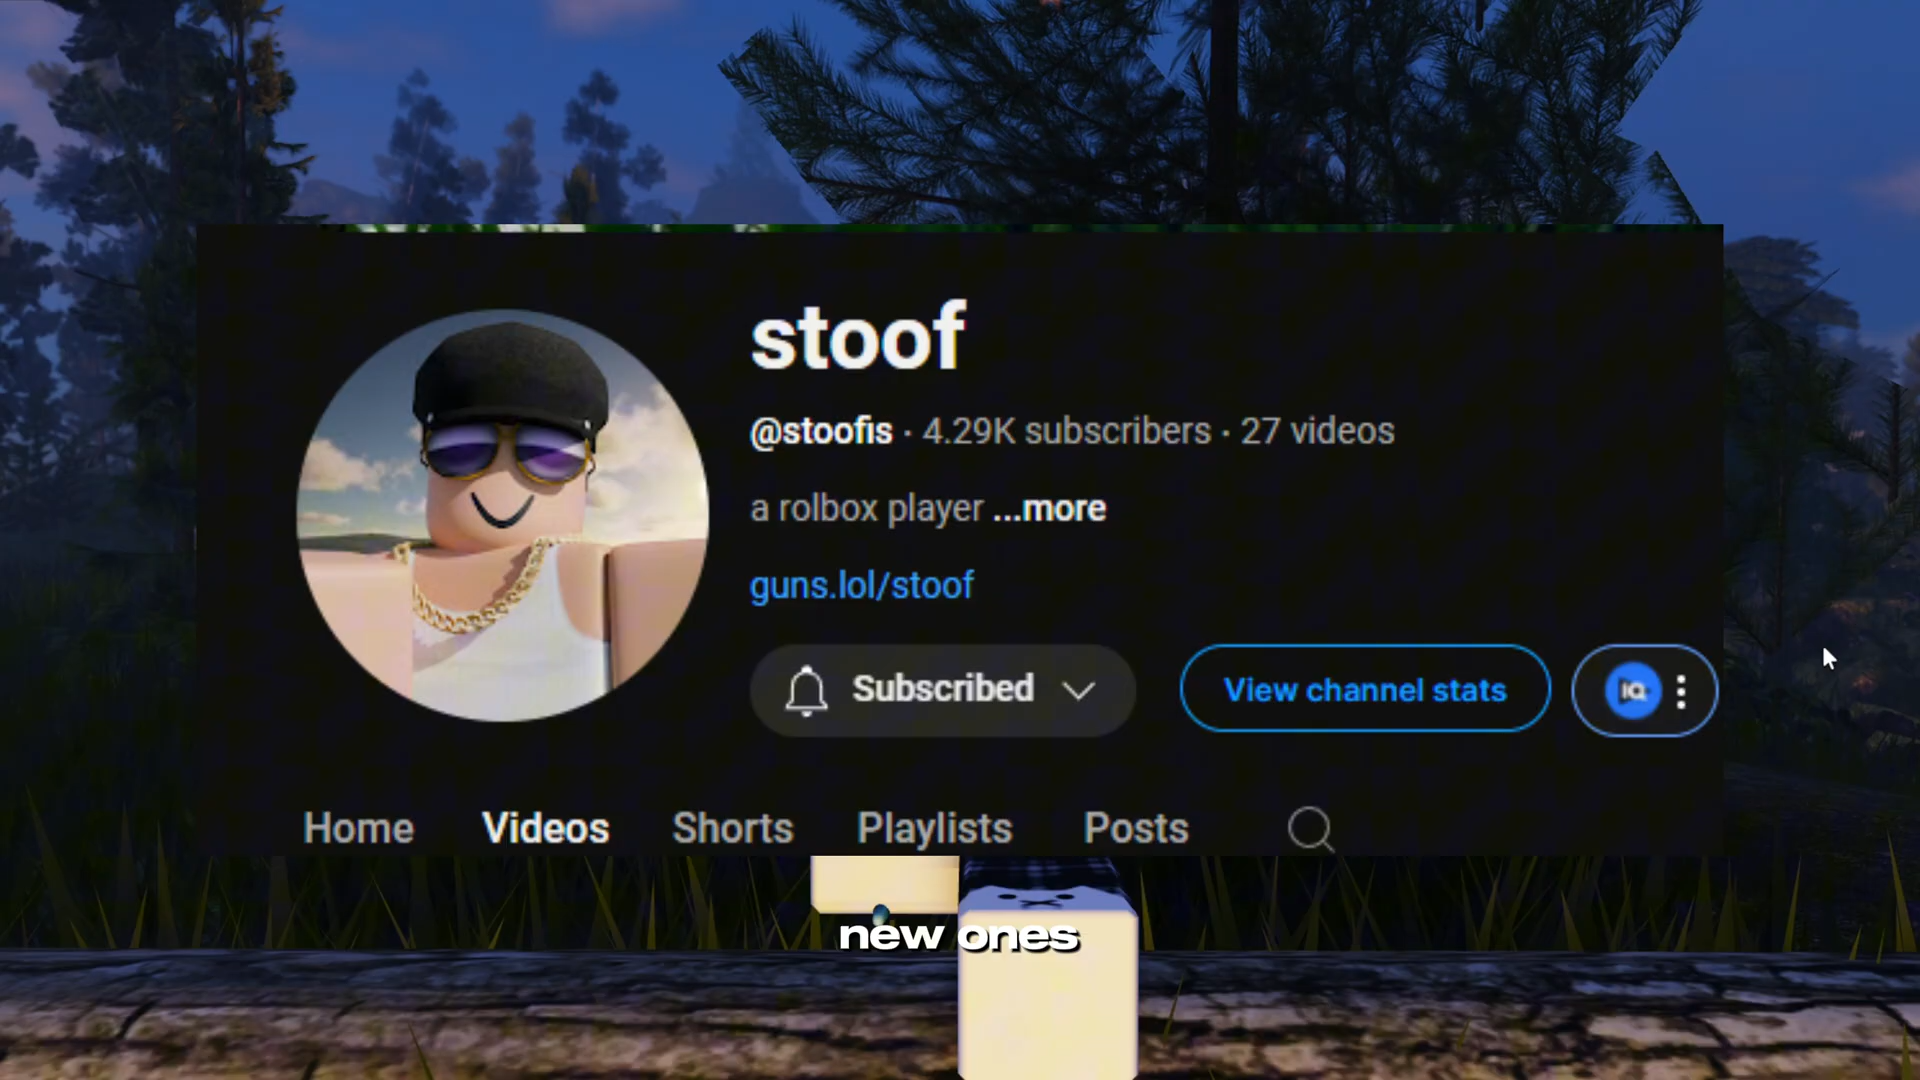 stoof
@stoofis · 4.29K subscribers · 27 videos
a rolbox player ...more
guns.lol/stoof
Subscribed
View channel stats
IQ
Home Videos Shorts Playlists Posts
new ones